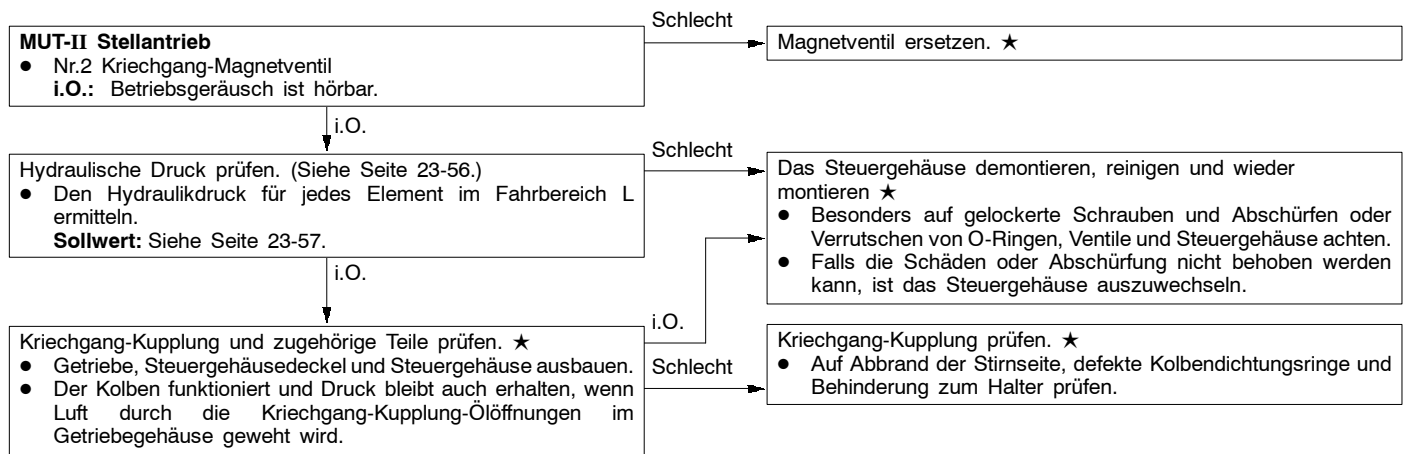 Schlecht
MUT-II Stellantrieb
● Nr.2 Kriechgang-Magnetventil
i.O.: Betriebsgeräusch ist hörbar.
Magnetventil ersetzen. ★
i.O.
Schlecht
Hydraulische Druck prüfen. (Siehe Seite 23-56.)
● Den Hydraulikdruck für jedes Element im Fahrbereich L
ermitteln.
Sollwert: Siehe Seite 23-57.
Das Steuergehäuse demontieren, reinigen und wieder
montieren ★
● Besonders auf gelockerte Schrauben und Abschürfen oder
Verrutschen von O-Ringen, Ventile und Steuergehäuse achten.
● Falls die Schäden oder Abschürfung nicht behoben werden
kann, ist das Steuergehäuse auszuwechseln.
i.O.
i.O.
Kriechgang-Kupplung und zugehörige Teile prüfen. ★
● Getriebe, Steuergehäusedeckel und Steuergehäuse ausbauen.
● Der Kolben funktioniert und Druck bleibt auch erhalten, wenn
Luft durch die Kriechgang-Kupplung-Ölöffnungen im
Getriebegehäuse geweht wird.
Schlecht
Kriechgang-Kupplung prüfen. ★
● Auf Abbrand der Stirnseite, defekte Kolbendichtungsringe und
Behinderung zum Halter prüfen.